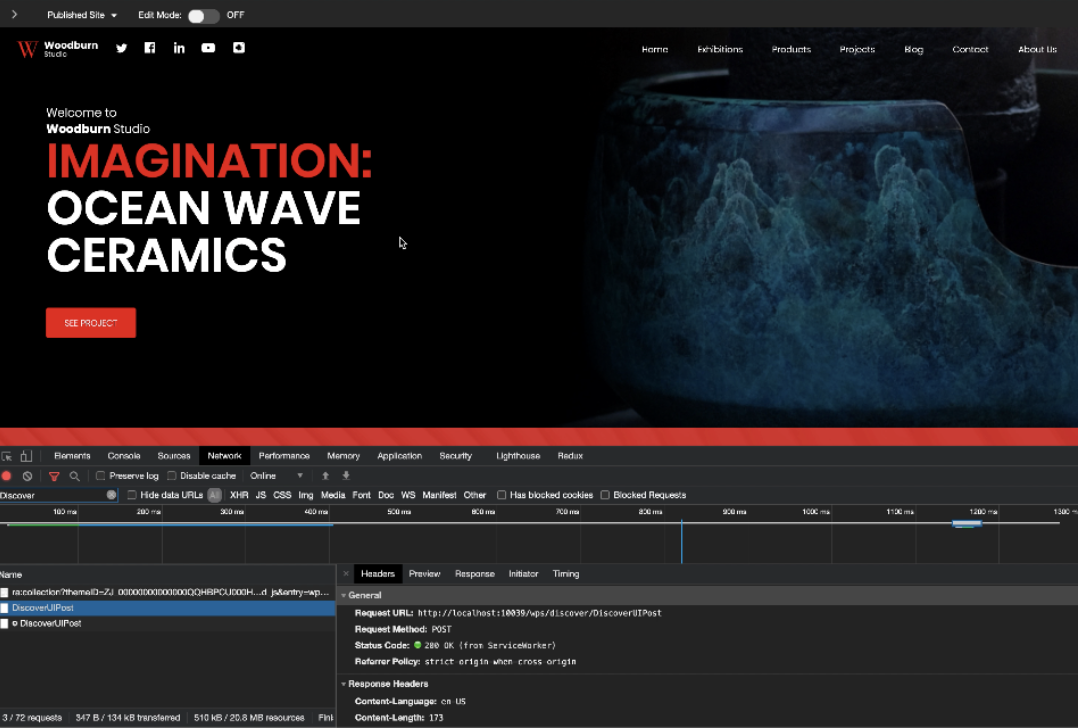 Published Site Edit Mode: OFF
Woodburn
Studio
Home Exhibitions Products Projects Blog Contact About Us
Welcome to
Woodburn Studio
IMAGINATION:
OCEAN WAVE
CERAMICS
SEE PROJECT
Elements Console Sources Network Performance Memory Application Security Lighthouse Redux
Preserve log Disable cache Online
Discover Hide data URLs All XHR JS CSS Img Media Font Doc WS Manifest Other Has blocked cookies Blocked Requests
100 ms 200 ms 300 ms 400 ms 500 ms 600 ms 700 ms 800 ms 900 ms 1000 ms 1100 ms 1200 ms 1300 m
Name
Headers Preview Response Initiator Timing
DiscoverUIPost
DiscoverUIPost
General
Request URL: http://localhost:10039/wps/discover/DiscoverUIPost
Request Method: POST
Status Code: 200 OK (from ServiceWorker)
Referrer Policy: strict-origin-when-cross-origin
Response Headers
Content-Language: en-US
Content-Length: 173
3 / 72 requests 347 B / 134 kB transferred 510 kB / 20.8 MB resources Fini